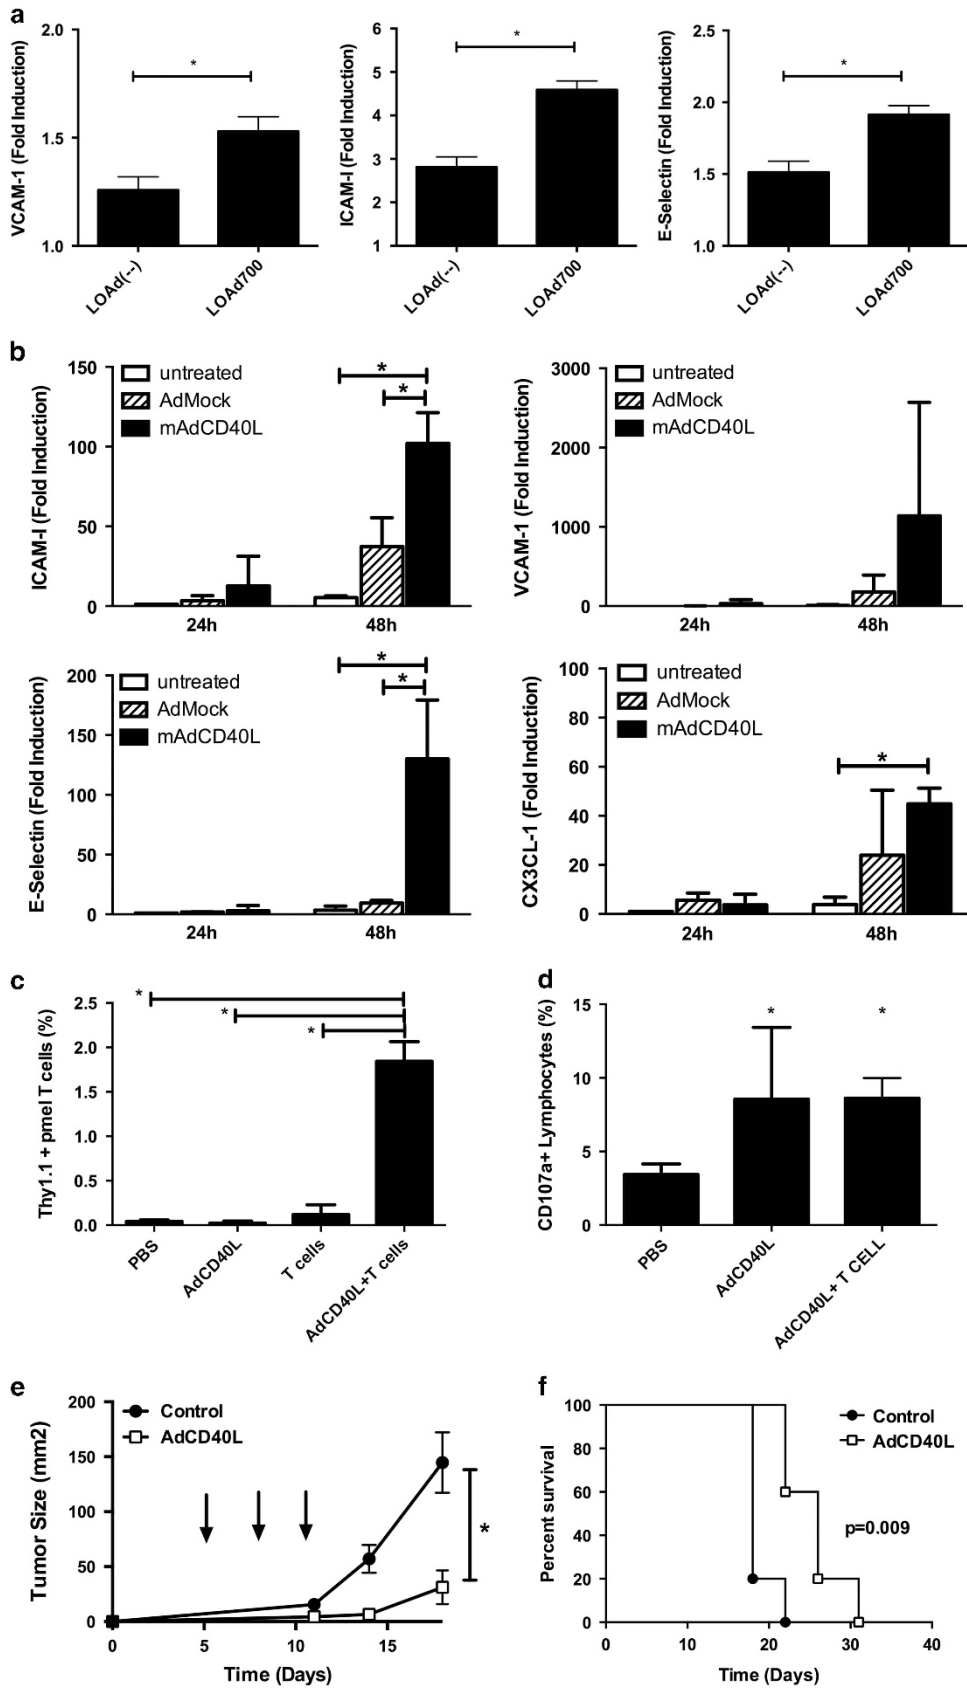 a
VCAM-1 (Fold Induction)
2.0
1.5
1.0
*
LOAd(--)
LOAd700
ICAM-I (Fold Induction)
6
5
4
3
2
1
*
LOAd(--)
LOAd700
E-Selectin (Fold Induction)
2.5
2.0
1.5
1.0
*
LOAd(--)
LOAd700
b
ICAM-I (Fold Induction)
150
100
50
0
untreated
AdMock
mAdCD40L
*
*
24h
48h
VCAM-1 (Fold Induction)
3000
2000
1000
0
untreated
AdMock
mAdCD40L
24h
48h
E-Selectin (Fold Induction)
200
150
100
50
0
untreated
AdMock
mAdCD40L
*
*
24h
48h
CX3CL-1 (Fold Induction)
100
80
60
40
20
0
untreated
AdMock
mAdCD40L
*
24h
48h
c
Thy1.1 + pmel T cells (%)
2.5
2.0
1.5
1.0
0.5
0.0
*
*
*
PBS
AdCD40L
T cells
AdCD40L+T cells
d
CD107a+ Lymphocytes (%)
15
10
5
0
*
*
PBS
AdCD40L
AdCD40L+ T CELL
e
Tumor Size (mm2)
200
150
100
50
0
Control
AdCD40L
*
0
5
10
15
Time (Days)
f
Percent survival
100
80
60
40
20
0
Control
AdCD40L
p=0.009
0
10
20
30
40
Time (Days)